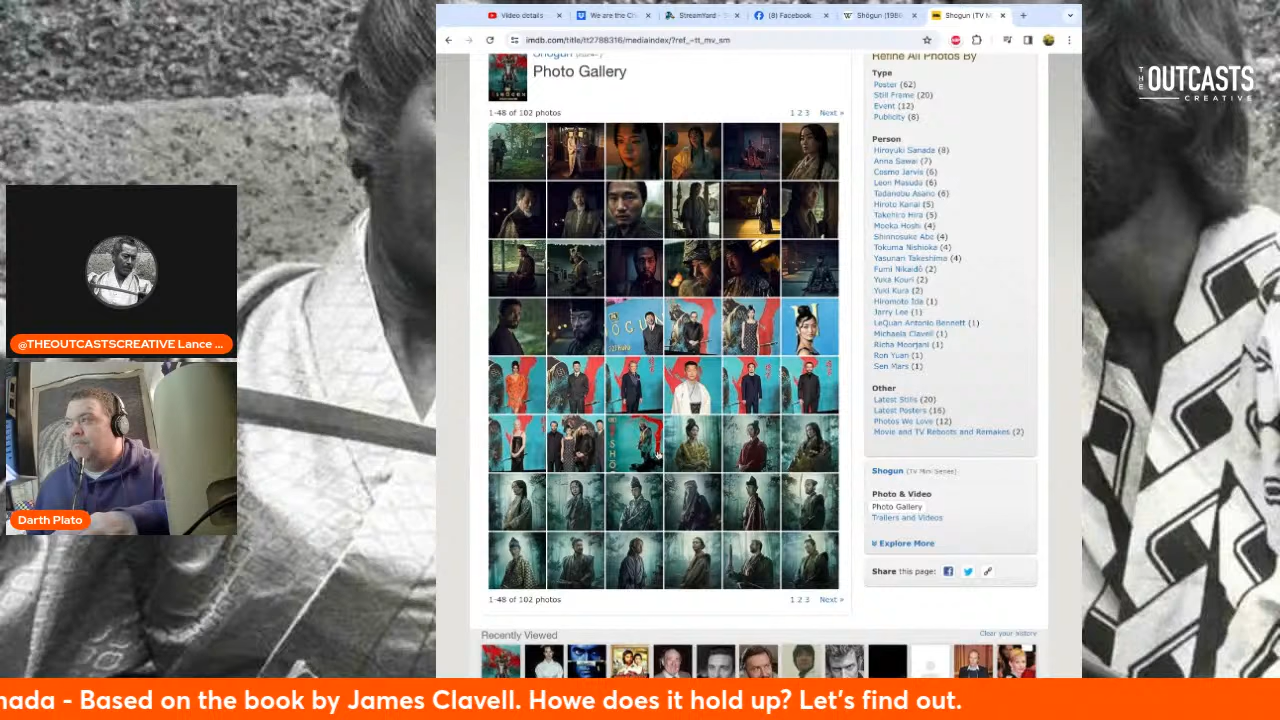 Video details
We are the Ch
StreamYard - S
(8) Facebook
Shōgun (1980
Shogun (TV M
imdb.com/title/tt2788316/mediaindex/?ref_=tt_mv_sm
THE OUTCASTS
CREATIVE
Photo Gallery
1-48 of 102 photos
1 2 3 Next »
Refine All Photos By
Type
Poster (62)
Still Frame (20)
Event (12)
Publicity (8)
Person
Hiroyuki Sanada (8)
Anna Sawai (7)
Cosmo Jarvis (6)
Leon Masuda (6)
Tadanobu Asano (6)
Hiroto Kanai (5)
Takehiro Hira (5)
Moeka Hoshi (4)
Shinnosuke Abe (4)
Tokuma Nishioka (4)
Yasunari Takeshima (4)
Fumi Nikaidô (2)
Yuka Kouri (2)
Yuki Kura (2)
Hiromoto Ida (1)
Jarry Lee (1)
LeQuan Antonio Bennett (1)
Michaela Clavell (1)
Richa Moorjani (1)
Ron Yuan (1)
Sen Mars (1)
Other
Latest Stills (20)
Latest Posters (16)
Photos We Love (12)
Movie and TV Reboots and Remakes (2)
Shogun (TV Mini Series)
Photo & Video
Photo Gallery
Trailers and Videos
Explore More
Share this page:
1-48 of 102 photos
1 2 3 Next »
Recently Viewed
Clear your history
@THEOUTCASTSCREATIVE Lance ...
Darth Plato
nada - Based on the book by James Clavell. Howe does it hold up? Let's find out.